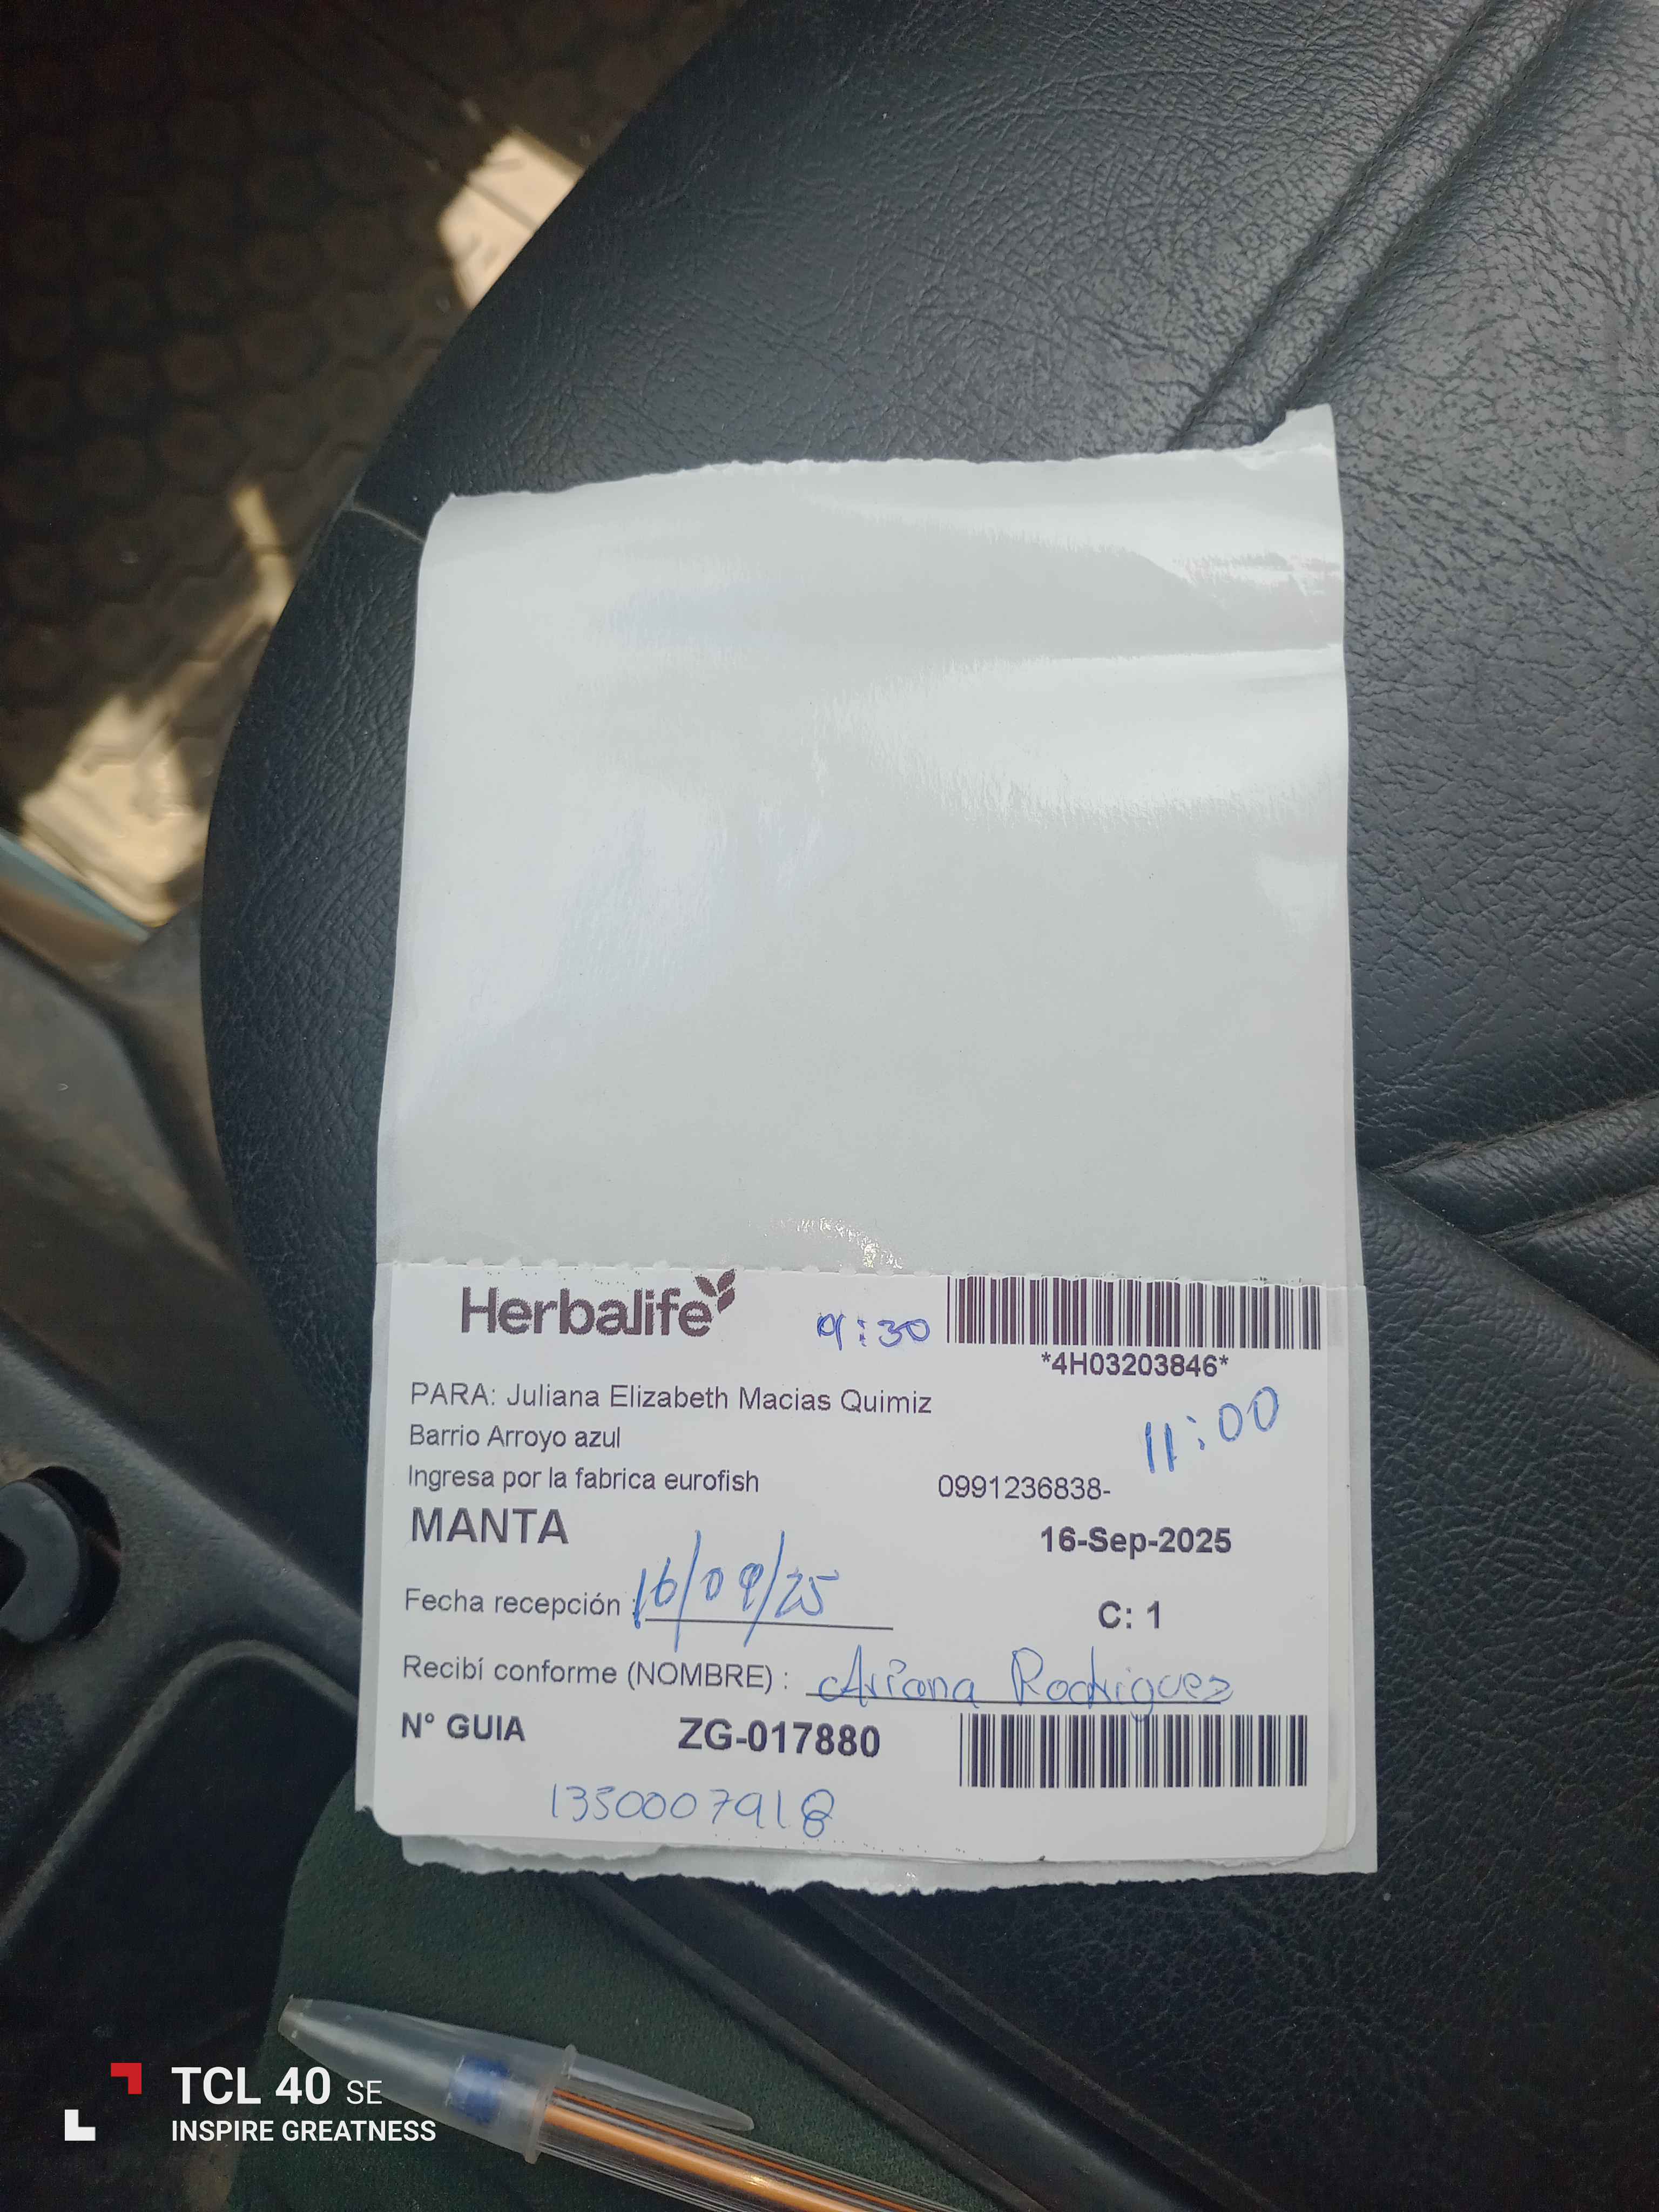 Herbalife
9:30
*4H03203846*
PARA: Juliana Elizabeth Macias Quimiz
11:00
Barrio Arroyo azul
Ingresa por la fabrica eurofish 0991236838-
MANTA 16-Sep-2025
Fecha recepción : 16/09/25
C: 1
Recibí conforme (NOMBRE) : Ariana Rodriguez
N° GUIA ZG-017880
1350007918
TCL 40 SE
INSPIRE GREATNESS